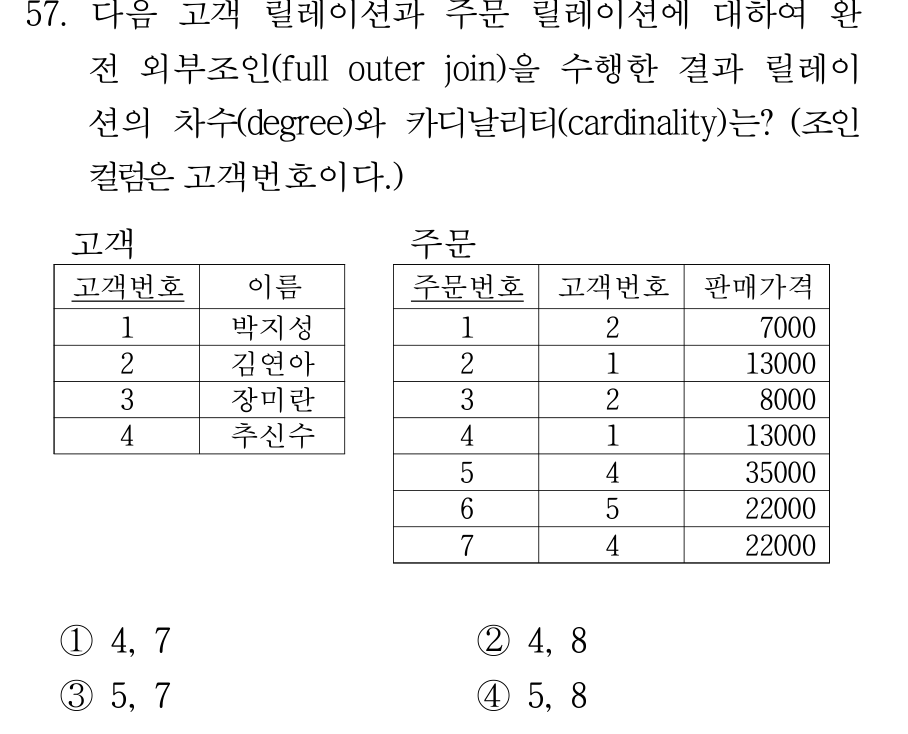 57. 다음 고객 릴레이션과 주문 릴레이션에 대하여 완
전 외부조인(full outer join)을 수행한 결과 릴레이
션의 차수(degree)와 카디날리티(cardinality)는? (조인
컬럼은 고객번호이다.)
고객
고객번호 이름
1 박지성
2 김연아
3 장미란
4 추신수
주문
주문번호 고객번호 판매가격
1 2 7000
2 1 13000
3 2 8000
4 1 13000
5 4 35000
6 5 22000
7 4 22000
① 4, 7 ② 4, 8
③ 5, 7 ④ 5, 8